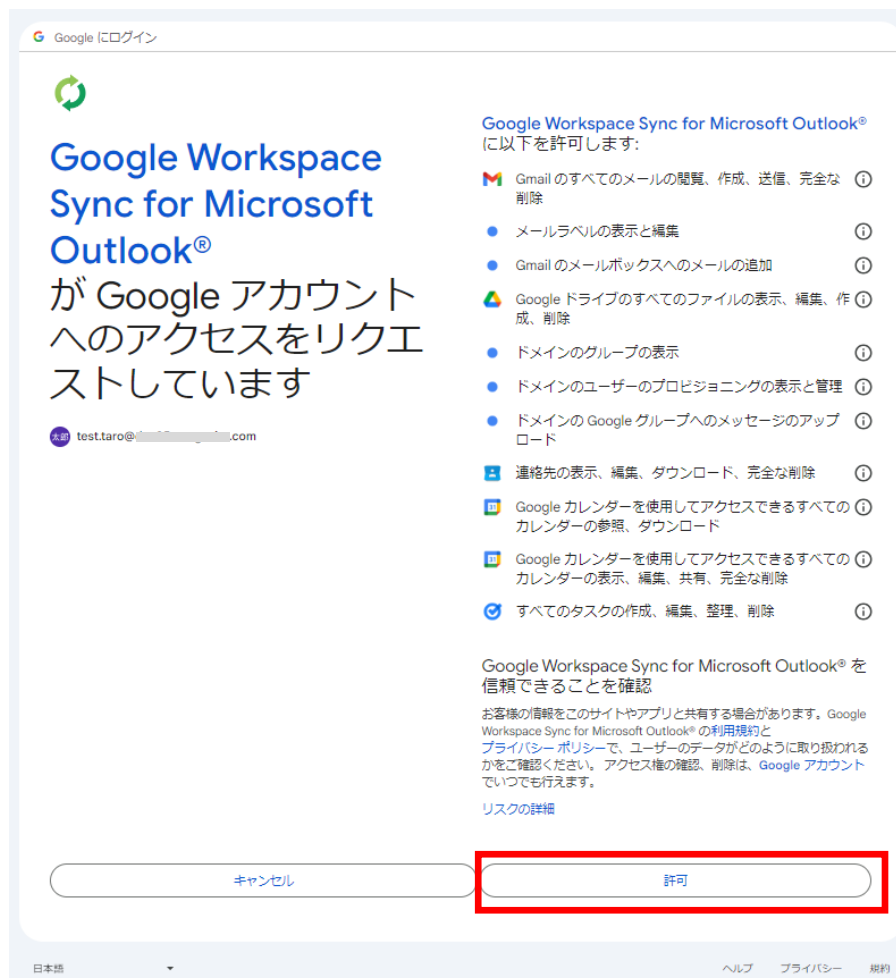 Google にログイン
Google Workspace
Sync for Microsoft
Outlook®
が Google アカウント
へのアクセスをリクエ
ストしています
太郎 test.taro@ .com
Google Workspace Sync for Microsoft Outlook®
に以下を許可します:
Gmail のすべてのメールの閲覧、作成、送信、完全な
削除
メールラベルの表示と編集
Gmail のメールボックスへのメールの追加
Google ドライブのすべてのファイルの表示、編集、作
成、削除
ドメインのグループの表示
ドメインのユーザーのプロビジョニングの表示と管理
ドメインの Google グループへのメッセージのアップ
ロード
連絡先の表示、編集、ダウンロード、完全な削除
31 Google カレンダーを使用してアクセスできるすべての
カレンダーの参照、ダウンロード
31 Google カレンダーを使用してアクセスできるすべての
カレンダーの表示、編集、共有、完全な削除
すべてのタスクの作成、編集、整理、削除
Google Workspace Sync for Microsoft Outlook® を
信頼できることを確認
お客様の情報をこのサイトやアプリと共有する場合があります。Google
Workspace Sync for Microsoft Outlook® の利用規約と
プライバシー ポリシーで、ユーザーのデータがどのように取り扱われる
かをご確認ください。 アクセス権の確認、削除は、Google アカウント
でいつでも行えます。
リスクの詳細
キャンセル
許可
日本語
ヘルプ プライバシー 規約